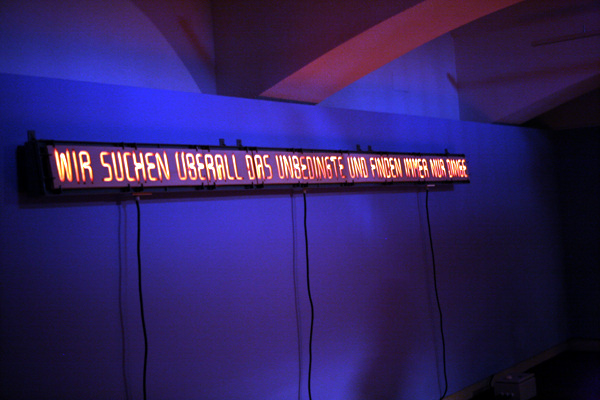 WIR SUCHEN ÜBERALL DAS UNBEDINGTE UND FINDEN IMMER NUR DINGE